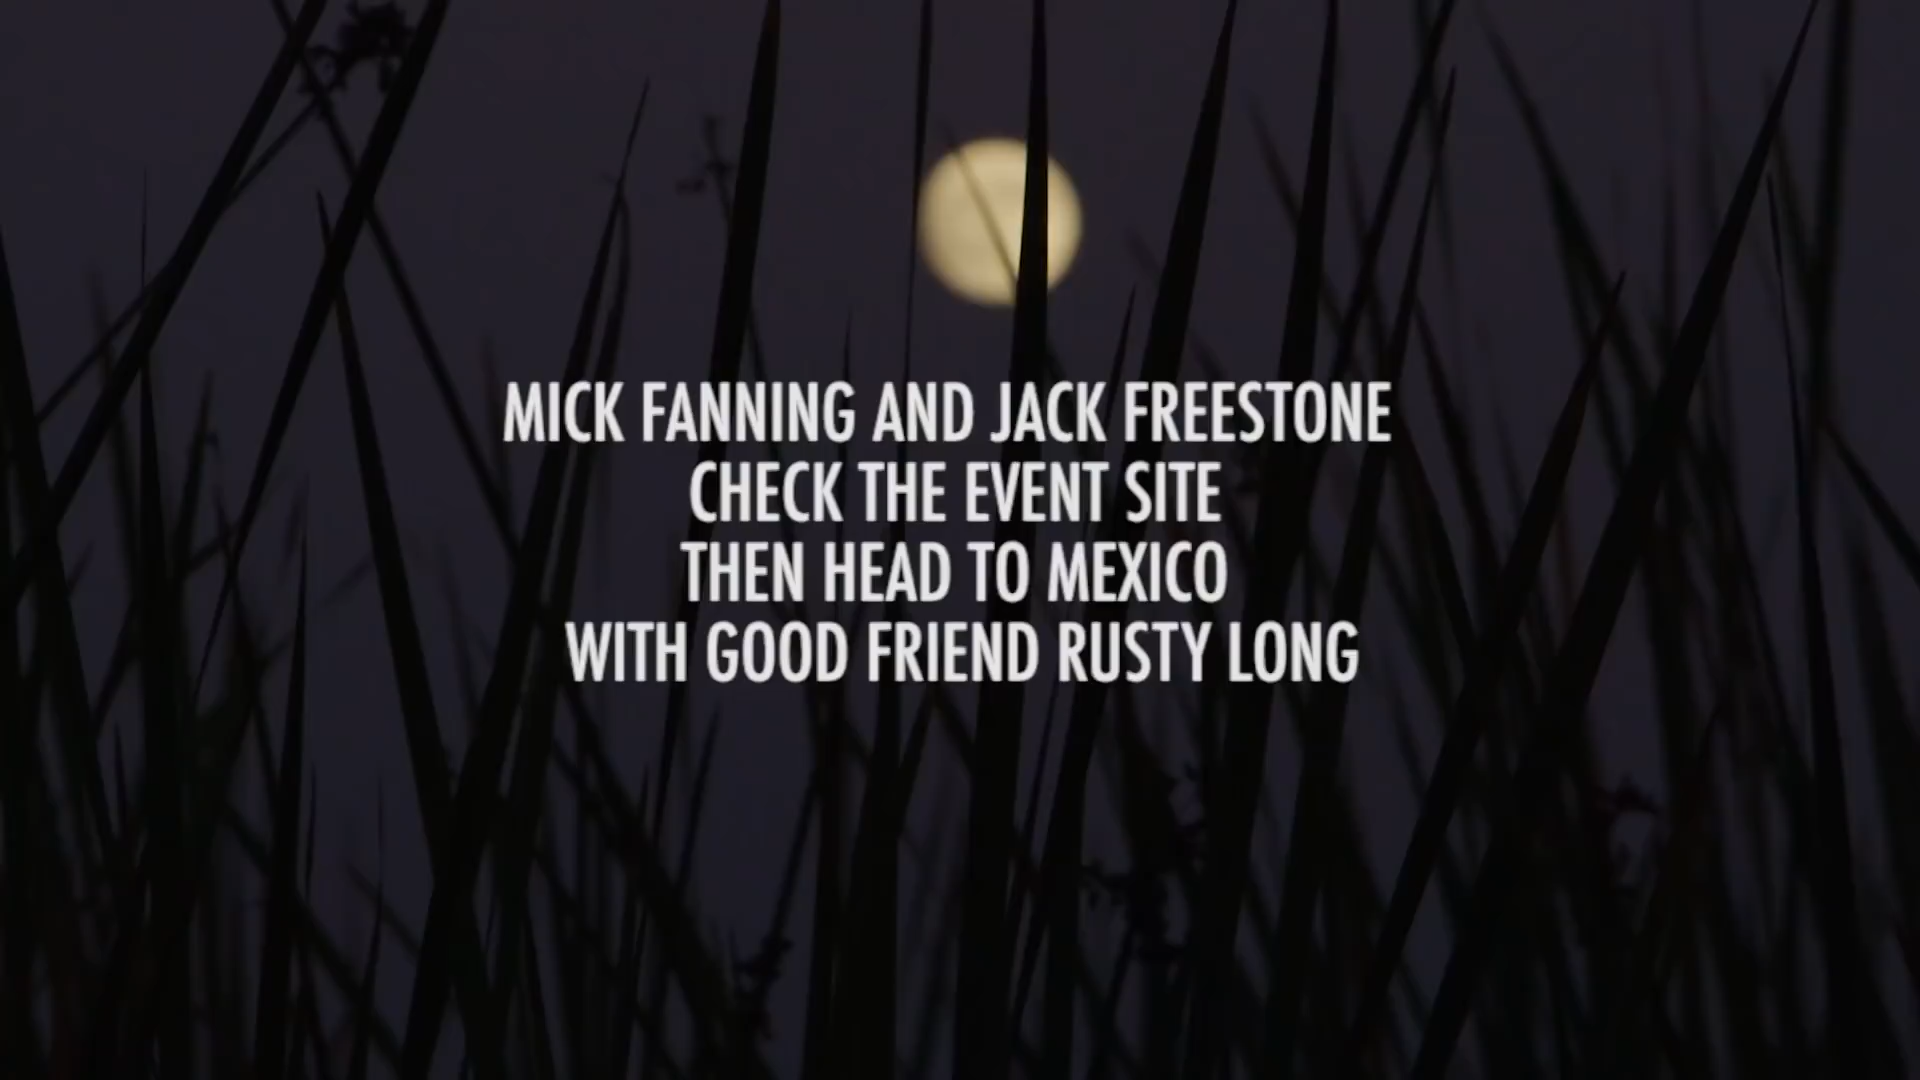 MICK FANNING AND JACK FREESTONE
CHECK THE EVENT SITE
THEN HEAD TO MEXICO
WITH GOOD FRIEND RUSTY LONG